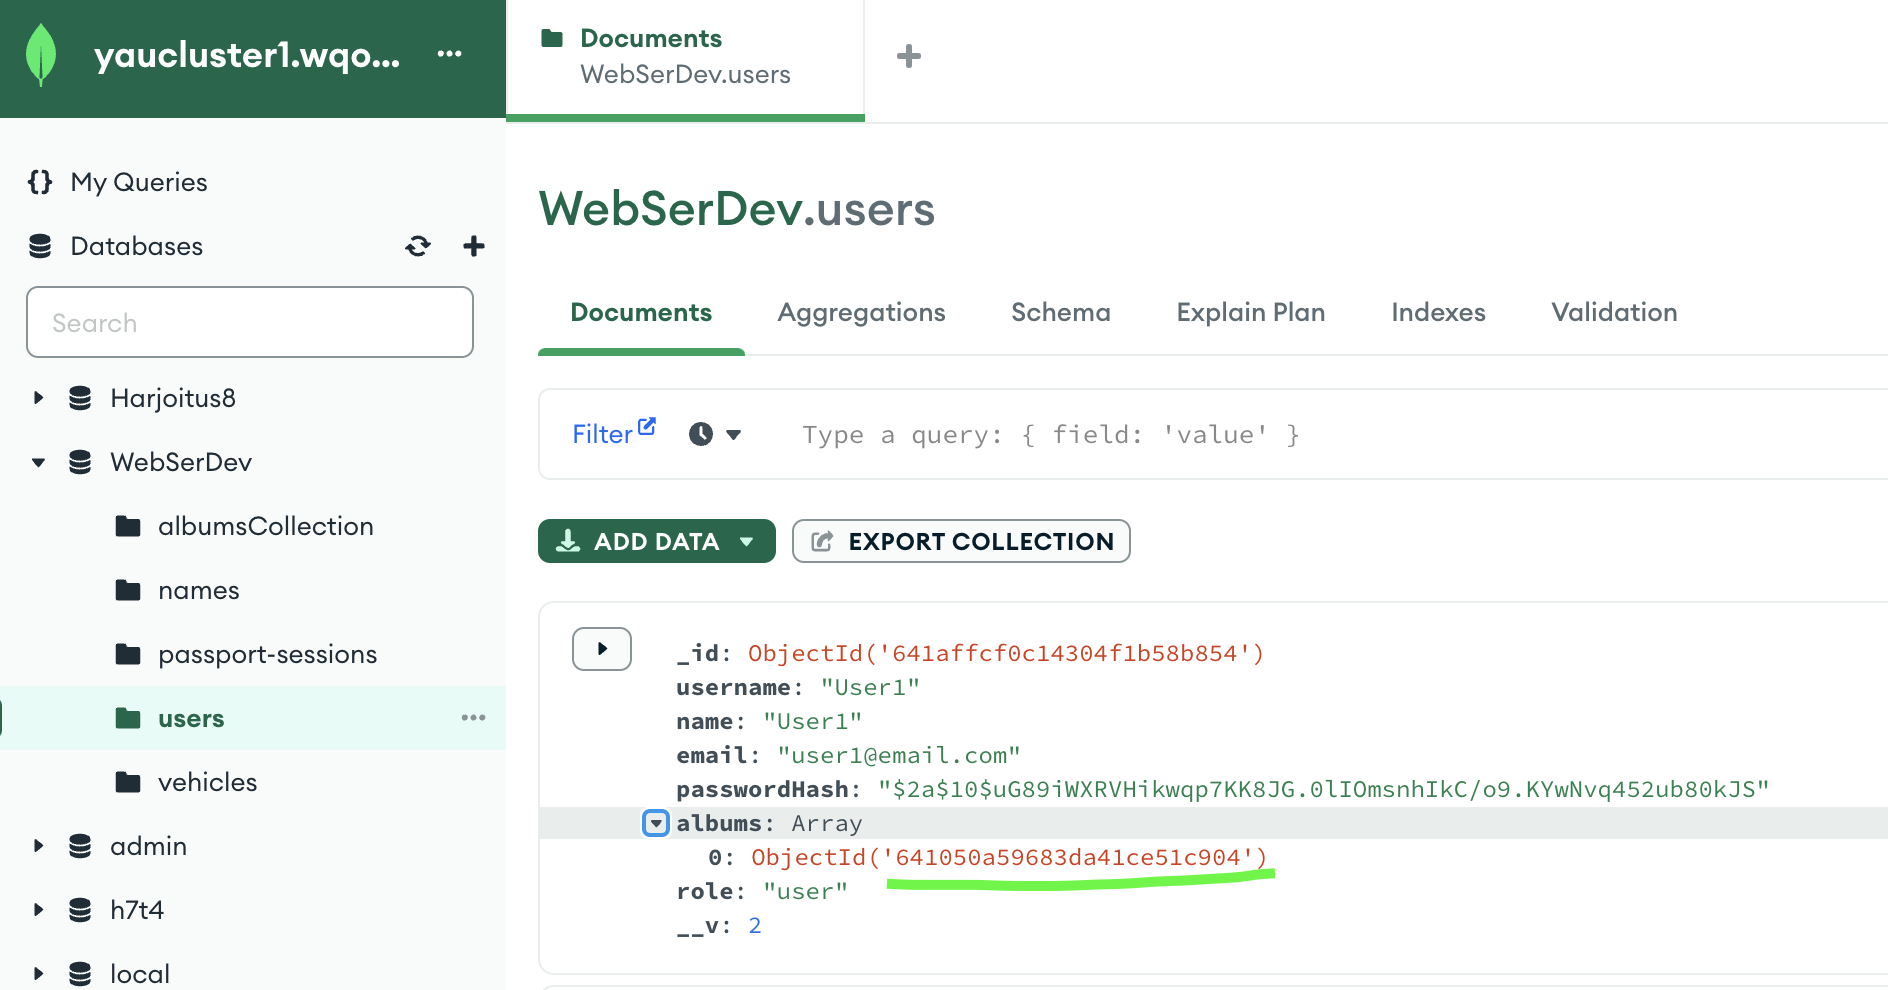 yaucluster1.wqo...
Documents
WebSerDev.users
My Queries
Databases
Search
Harjoitus8
WebSerDev
albumsCollection
names
passport-sessions
users
vehicles
admin
h7t4
local
WebSerDev.users
Documents Aggregations Schema Explain Plan Indexes Validation
Filter Type a query: { field: 'value' }
ADD DATA EXPORT COLLECTION
_id: ObjectId('641affcf0c14304f1b58b854')
username: "User1"
name: "User1"
email: "user1@email.com"
passwordHash: "$2a$10$uG89iWXRVHikwqp7KK8JG.0lIOmsnhIkC/o9.KYwNvq452ub80kJS"
albums: Array
0: ObjectId('641050a59683da41ce51c904')
role: "user"
__v: 2